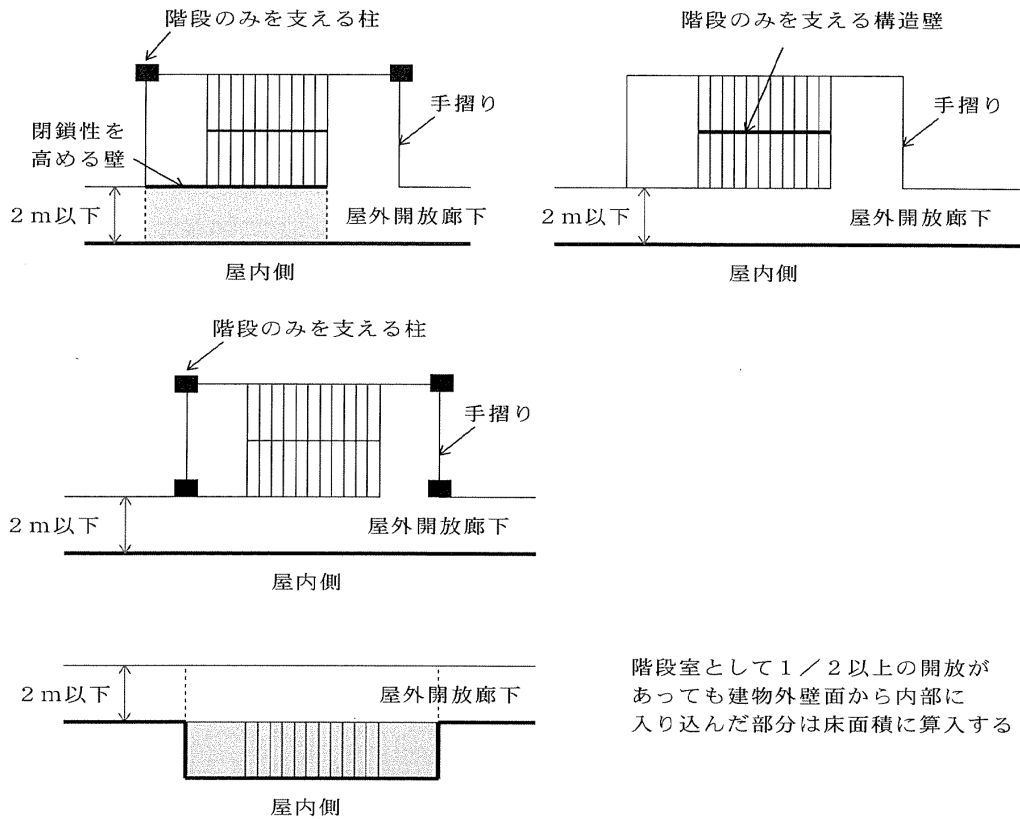 階段のみを支える柱
手摺り
閉鎖性を
高める壁
2m以下
屋外開放廊下
屋内側
階段のみを支える構造壁
手摺り
2m以下
屋外開放廊下
屋内側
階段のみを支える柱
手摺り
2m以下
屋外開放廊下
屋内側
2m以下
屋外開放廊下
屋内側
階段室として1/2以上の開放が
あっても建物外壁面から内部に
入り込んだ部分は床面積に算入する